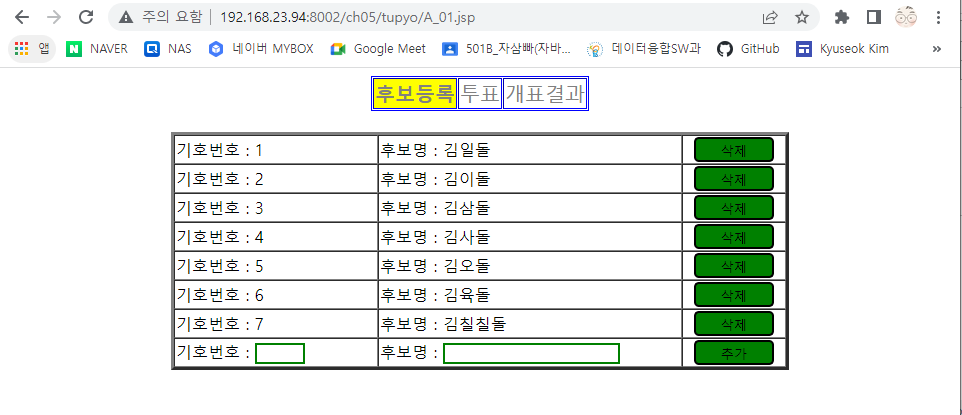 주의 요함 | 192.168.23.94:8002/ch05/tupyo/A_01.jsp
앱 NAVER NAS 네이버 MYBOX Google Meet 5018_자삼빠(자바... 데이터융합SW과 GitHub Kyuseok Kim »
후보등록 투표 개표결과
기호번호 : 1 후보명 : 김일돌 삭제
기호번호 : 2 후보명 : 김이돌 삭제
기호번호 : 3 후보명 : 김삼돌 삭제
기호번호 : 4 후보명 : 김사돌 삭제
기호번호 : 5 후보명 : 김오돌 삭제
기호번호 : 6 후보명 : 김육돌 삭제
기호번호 : 7 후보명 : 김칠칠돌 삭제
기호번호 : 후보명 : 추가